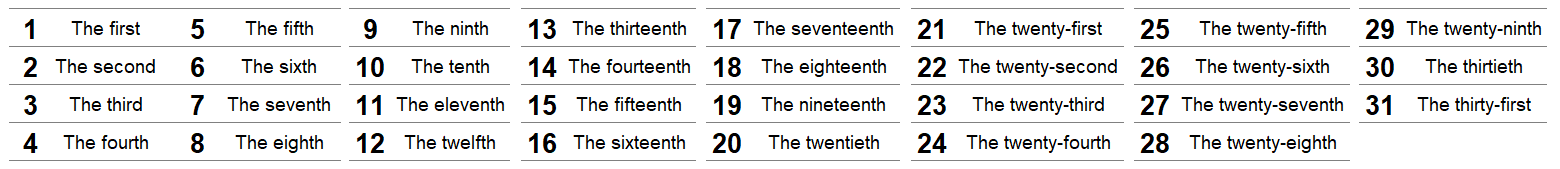 1 The first
2 The second
3 The third
4 The fourth
5 The fifth
6 The sixth
7 The seventh
8 The eighth
9 The ninth
10 The tenth
11 The eleventh
12 The twelfth
13 The thirteenth
14 The fourteenth
15 The fifteenth
16 The sixteenth
17 The seventeenth
18 The eighteenth
19 The nineteenth
20 The twentieth
21 The twenty-first
22 The twenty-second
23 The twenty-third
24 The twenty-fourth
25 The twenty-fifth
26 The twenty-sixth
27 The twenty-seventh
28 The twenty-eighth
29 The twenty-ninth
30 The thirtieth
31 The thirty-first